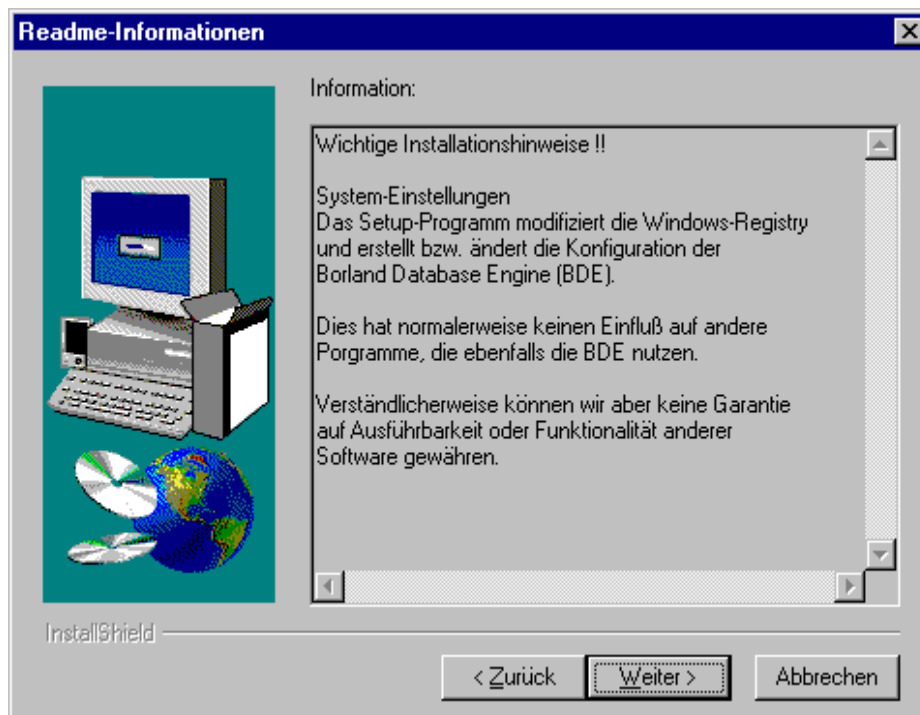 Readme-Informationen
Information:
Wichtige Installationshinweise !!
System-Einstellungen
Das Setup-Programm modifiziert die Windows-Registry
und erstellt bzw. ändert die Konfiguration der
Borland Database Engine (BDE).
Dies hat normalerweise keinen Einfluß auf andere
Porgramme, die ebenfalls die BDE nutzen.
Verständlicherweise können wir aber keine Garantie
auf Ausführbarkeit oder Funktionalität anderer
Software gewähren.
InstallShield
< Zurück Weiter > Abbrechen